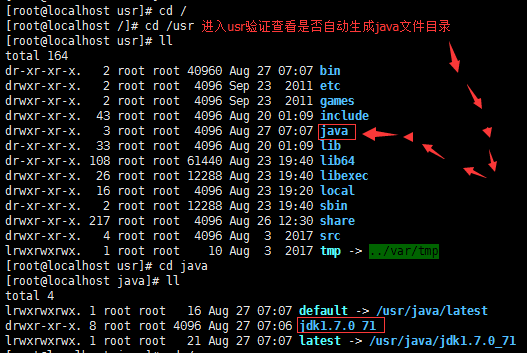 [root@localhost usr]# cd /
[root@localhost /]# cd /usr 进入usr验证查看是否自动生成java文件目录
[root@localhost usr]# ll
total 164
dr-xr-xr-x. 2 root root 40960 Aug 27 07:07 bin
drwxr-xr-x. 2 root root 4096 Sep 23 2011 etc
drwxr-xr-x. 2 root root 4096 Sep 23 2011 games
drwxr-xr-x. 43 root root 4096 Aug 20 01:09 include
drwxr-xr-x. 3 root root 4096 Aug 27 07:07 java
dr-xr-xr-x. 33 root root 4096 Aug 20 01:09 lib
dr-xr-xr-x. 108 root root 61440 Aug 23 19:40 lib64
drwxr-xr-x. 26 root root 12288 Aug 23 19:40 libexec
drwxr-xr-x. 16 root root 4096 Aug 23 19:20 local
dr-xr-xr-x. 2 root root 12288 Aug 23 19:40 sbin
drwxr-xr-x. 217 root root 4096 Aug 26 12:30 share
drwxr-xr-x. 4 root root 4096 Aug 3 2017 src
lrwxrwxrwx. 1 root root 10 Aug 3 2017 tmp -> ../var/tmp
[root@localhost usr]# cd java
[root@localhost java]# ll
total 4
lrwxrwxrwx. 1 root root 16 Aug 27 07:07 default -> /usr/java/latest
drwxr-xr-x. 8 root root 4096 Aug 27 07:06 jdk1.7.0_71
lrwxrwxrwx. 1 root root 21 Aug 27 07:07 latest -> /usr/java/jdk1.7.0_71